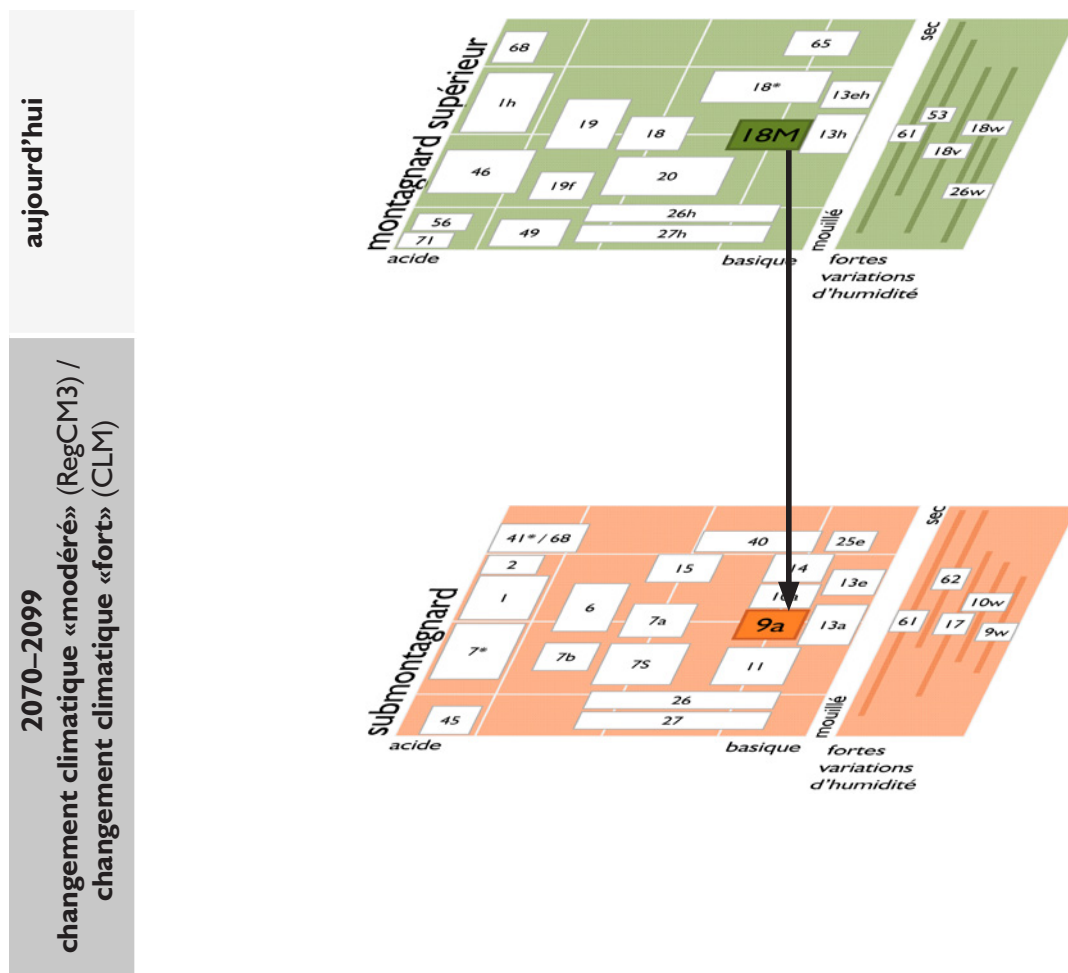 aujourd'hui
montagnard supérieur
68
65
1h
18*
13eh
19
18
18M
13h
46
19f
20
56
71
49
26h
27h
acide
basique
mouillé
sec
53
61
18w
18v
26w
fortes
variations
d'humidité
2070–2099
changement climatique «modéré» (RegCM3) /
changement climatique «fort» (CLM)
submontagnard
41* / 68
40
25e
2
15
14
13e
1
6
7a
9a
13a
7*
7b
7S
11
45
26
27
acide
basique
mouillé
sec
62
10w
61
17
9w
fortes
variations
d'humidité